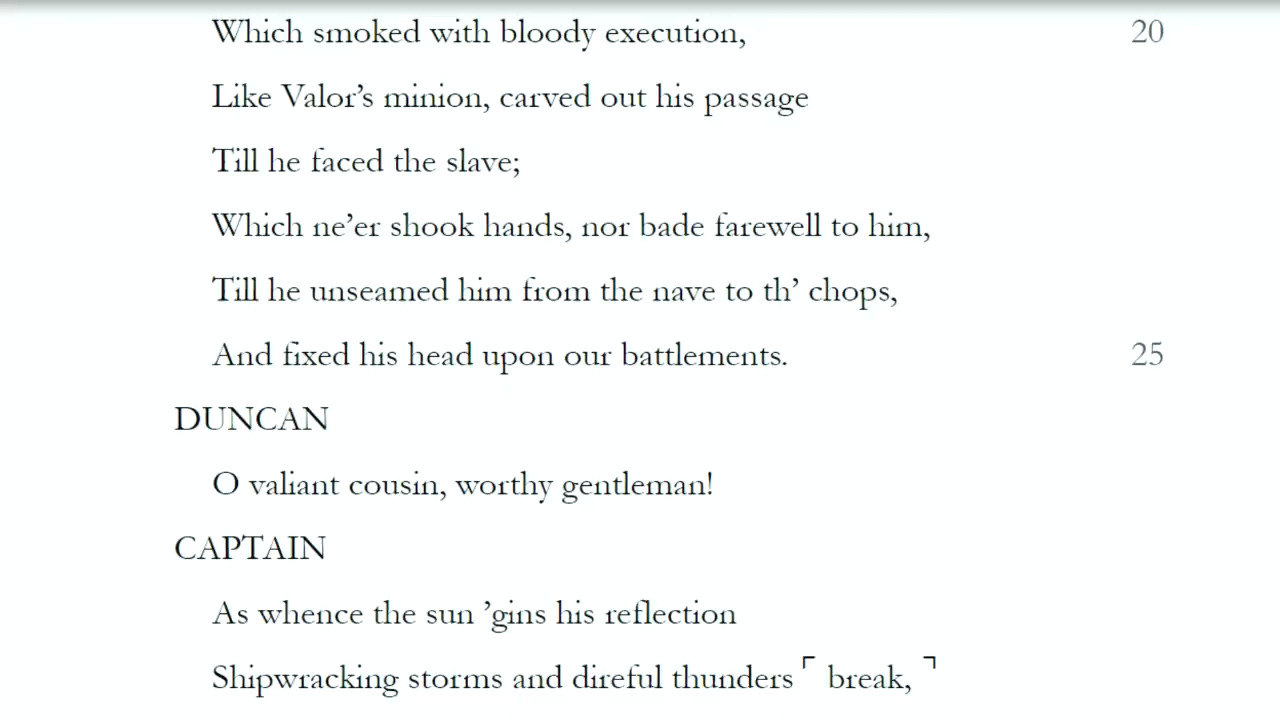 Which smoked with bloody execution, 20
Like Valor’s minion, carved out his passage
Till he faced the slave;
Which ne’er shook hands, nor bade farewell to him,
Till he unseamed him from the nave to th’ chops,
And fixed his head upon our battlements. 25
DUNCAN
O valiant cousin, worthy gentleman!
CAPTAIN
As whence the sun ’gins his reflection
Shipwracking storms and direful thunders ⌜break,⌝